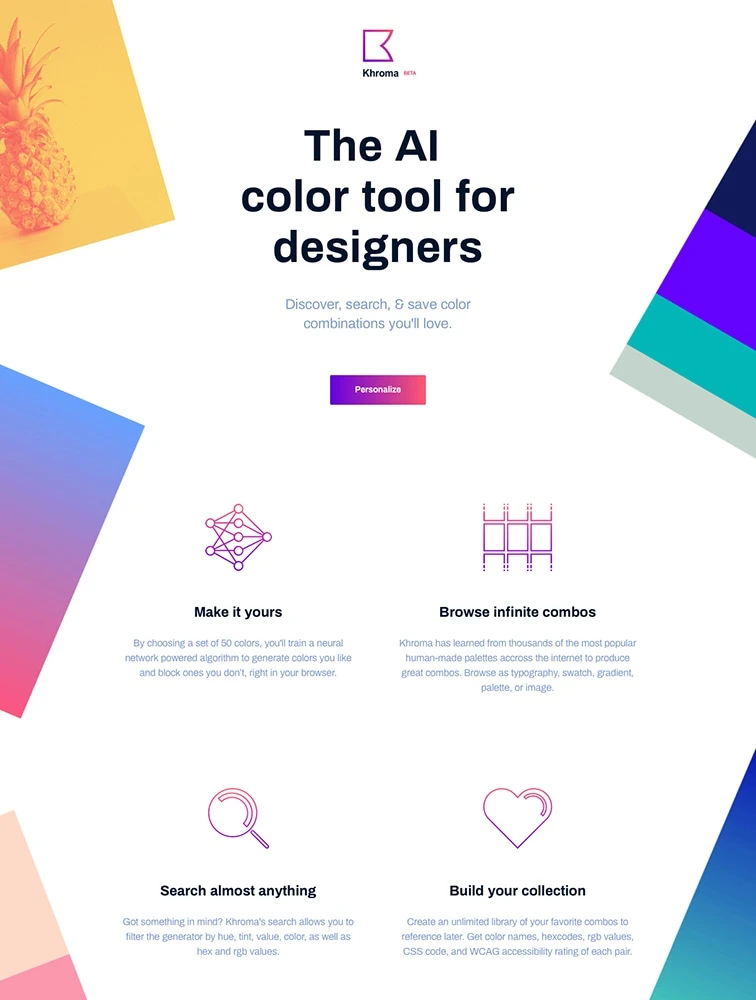 Khroma BETA
The AI
color tool for
designers
Discover, search, & save color
combinations you'll love.
Personalize
Make it yours
By choosing a set of 50 colors, you'll train a neural
network powered algorithm to generate colors you like
and block ones you don't, right in your browser.
Browse infinite combos
Khroma has learned from thousands of the most popular
human-made palettes accross the internet to produce
great combos. Browse as typography, swatch, gradient,
palette, or image.
Search almost anything
Got something in mind? Khroma's search allows you to
filter the generator by hue, tint, value, color, as well as
hex and rgb values.
Build your collection
Create an unlimited library of your favorite combos to
reference later. Get color names, hexcodes, rgb values,
CSS code, and WCAG accessibility rating of each pair.